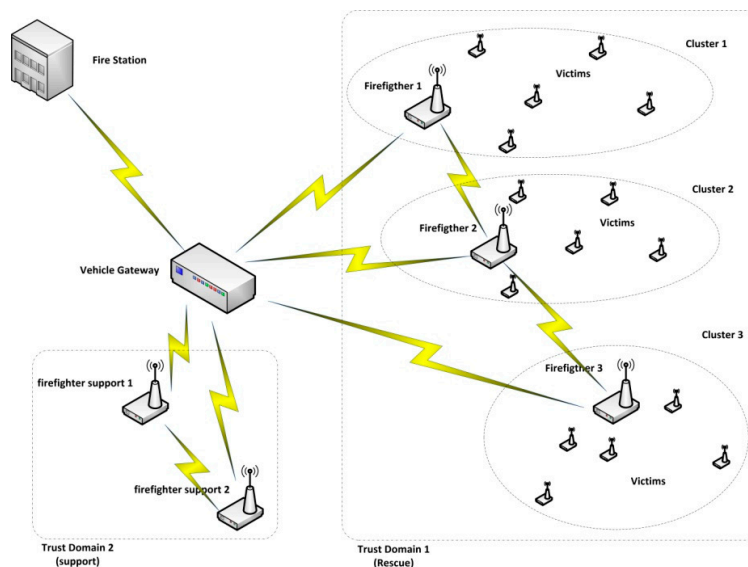 Cluster 1
Fire Station
Victims
Firefigther 1
Cluster 2
Victims
Firefigther 2
Vehicle Gateway
Cluster 3
Firefigther 3
firefighter support 1
firefighter support 2
Victims
Trust Domain 2
(support)
Trust Domain 1
(Rescue)